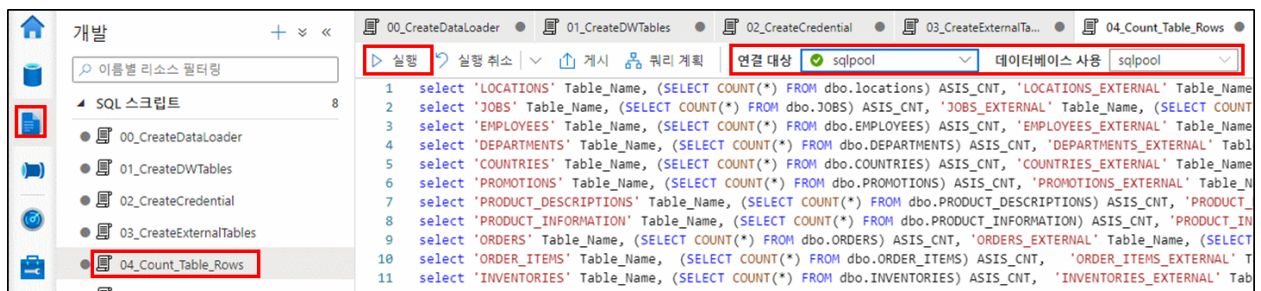 개발
이름별 리소스 필터링
SQL 스크립트 8
00_CreateDataLoader
01_CreateDWTables
02_CreateCredential
03_CreateExternalTables
04_Count_Table_Rows
00_CreateDataLoader 01_CreateDWTables 02_CreateCredential 03_CreateExternalTa... 04_Count_Table_Rows
실행 실행 취소 게시 쿼리 계획 연결 대상 sqlpool 데이터베이스 사용 sqlpool
1 select 'LOCATIONS' Table_Name, (SELECT COUNT(*) FROM dbo.locations) ASIS_CNT, 'LOCATIONS_EXTERNAL' Table_Name
2 select 'JOBS' Table_Name, (SELECT COUNT(*) FROM dbo.JOBS) ASIS_CNT, 'JOBS_EXTERNAL' Table_Name, (SELECT COUNT
3 select 'EMPLOYEES' Table_Name, (SELECT COUNT(*) FROM dbo.EMPLOYEES) ASIS_CNT, 'EMPLOYEES_EXTERNAL' Table_Name
4 select 'DEPARTMENTS' Table_Name, (SELECT COUNT(*) FROM dbo.DEPARTMENTS) ASIS_CNT, 'DEPARTMENTS_EXTERNAL' Tabl
5 select 'COUNTRIES' Table_Name, (SELECT COUNT(*) FROM dbo.COUNTRIES) ASIS_CNT, 'COUNTRIES_EXTERNAL' Table_Name
6 select 'PROMOTIONS' Table_Name, (SELECT COUNT(*) FROM dbo.PROMOTIONS) ASIS_CNT, 'PROMOTIONS_EXTERNAL' Table_N
7 select 'PRODUCT_DESCRIPTIONS' Table_Name, (SELECT COUNT(*) FROM dbo.PRODUCT_DESCRIPTIONS) ASIS_CNT, 'PRODUCT_
8 select 'PRODUCT_INFORMATION' Table_Name, (SELECT COUNT(*) FROM dbo.PRODUCT_INFORMATION) ASIS_CNT, 'PRODUCT_IN
9 select 'ORDERS' Table_Name, (SELECT COUNT(*) FROM dbo.ORDERS) ASIS_CNT, 'ORDERS_EXTERNAL' Table_Name, (SELECT
10 select 'ORDER_ITEMS' Table_Name, (SELECT COUNT(*) FROM dbo.ORDER_ITEMS) ASIS_CNT, 'ORDER_ITEMS_EXTERNAL' T
11 select 'INVENTORIES' Table_Name, (SELECT COUNT(*) FROM dbo.INVENTORIES) ASIS_CNT, 'INVENTORIES_EXTERNAL' Tab